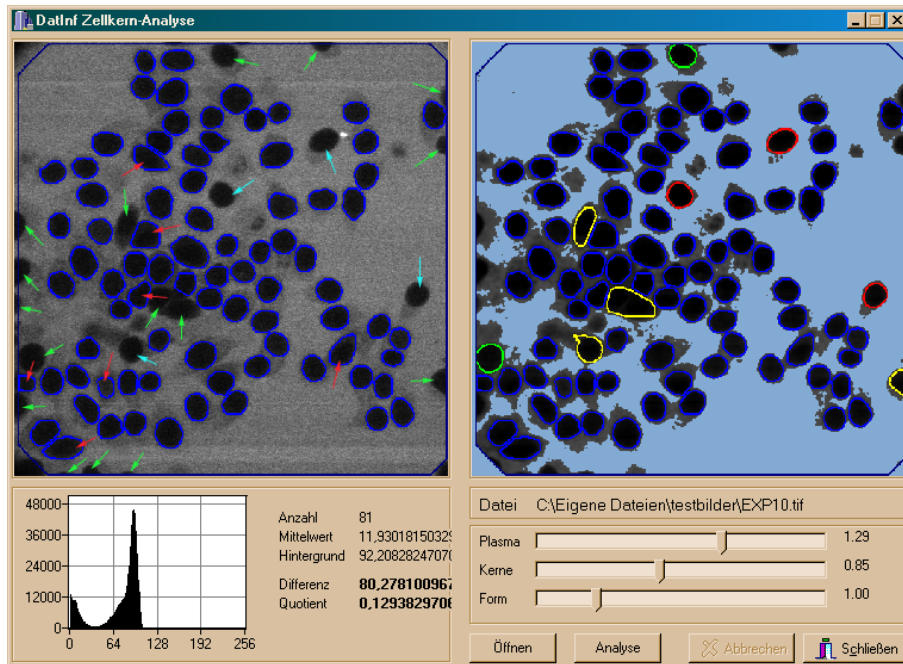 DatInf Zellkern-Analyse
48000
36000
24000
12000
0
0 64 128 192 256
Anzahl 81
Mittelwert 11,9301815032
Hintergrund 92,2082824707
Differenz 80,278100967
Quotient 0,1293829706
Datei C:\Eigene Dateien\testbilder\EXP10.tif
Plasma 1.29
Kerne 0.85
Form 1.00
Öffnen Analyse Abbrechen Schließen